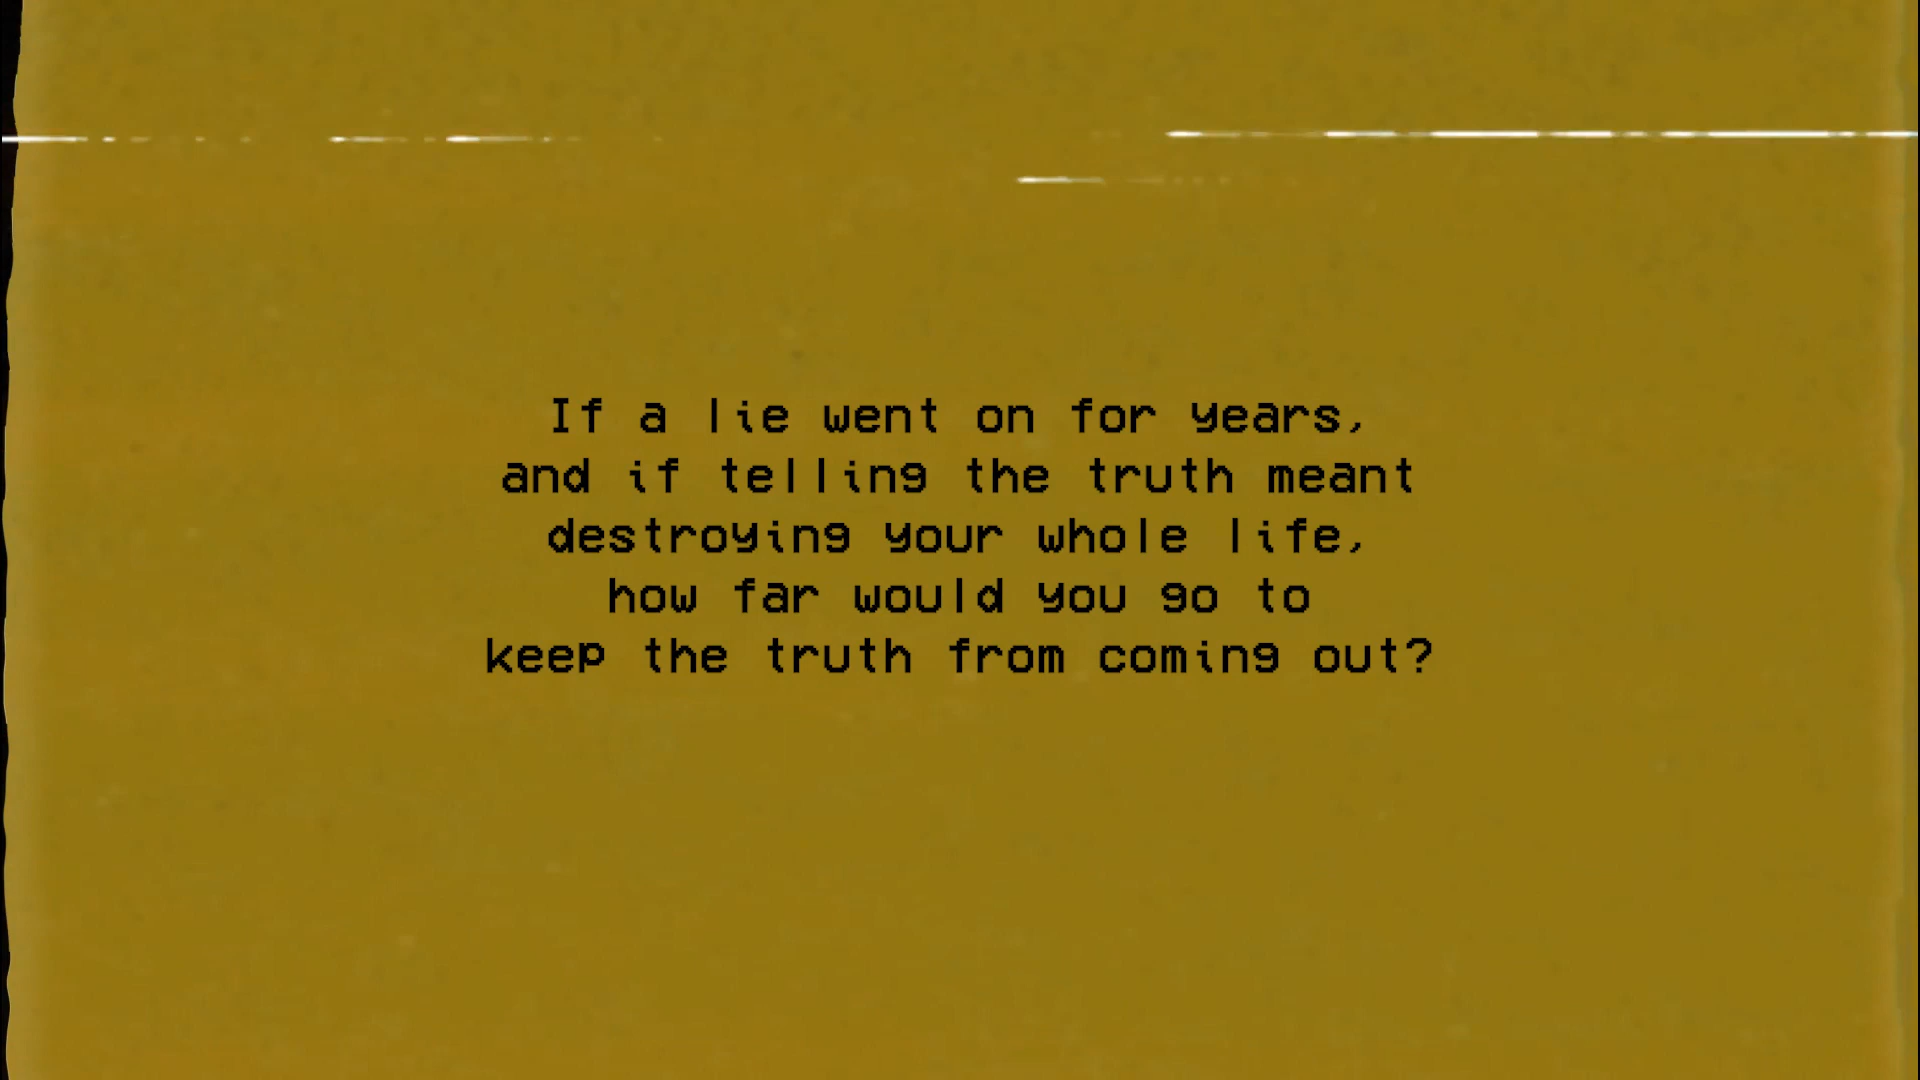 If a lie went on for years,
and if telling the truth meant
destroying your whole life,
how far would you go to
keep the truth from coming out?